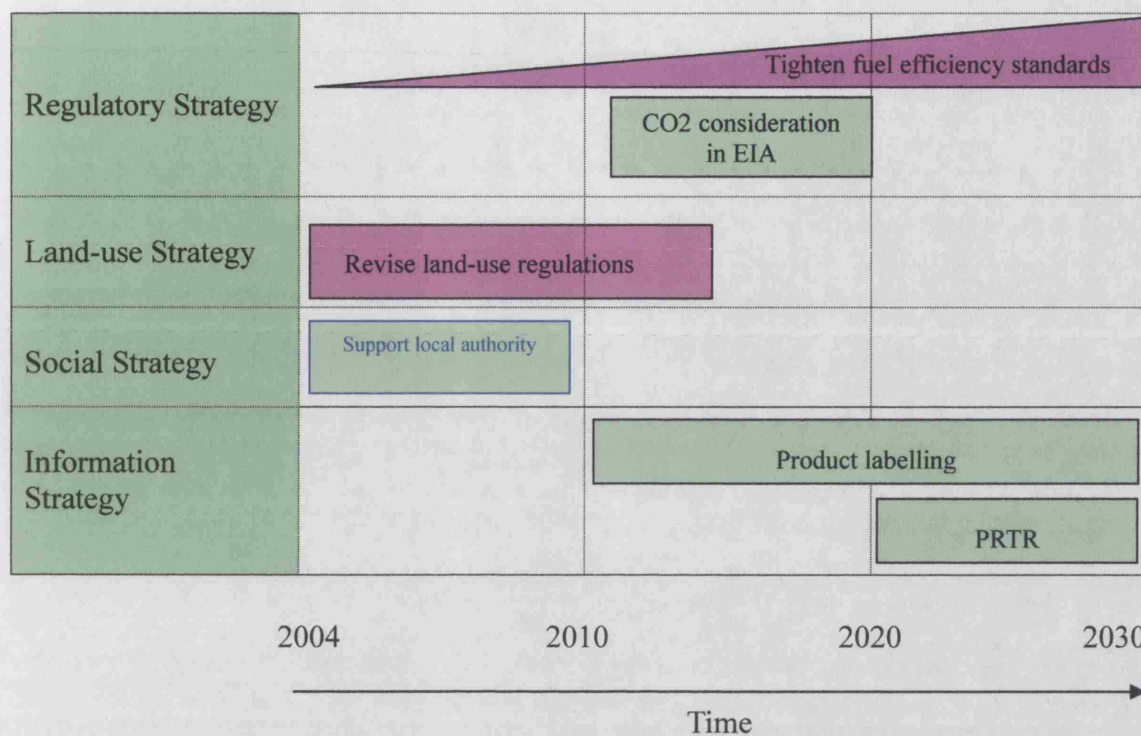 Tighten fuel efficiency standards
Regulatory Strategy
CO2 consideration
in EIA
Land-use Strategy
Revise land-use regulations
Support local authority
Social Strategy
Information
Strategy
Product labelling
PRTR
2004
2010
2020
2030
Time